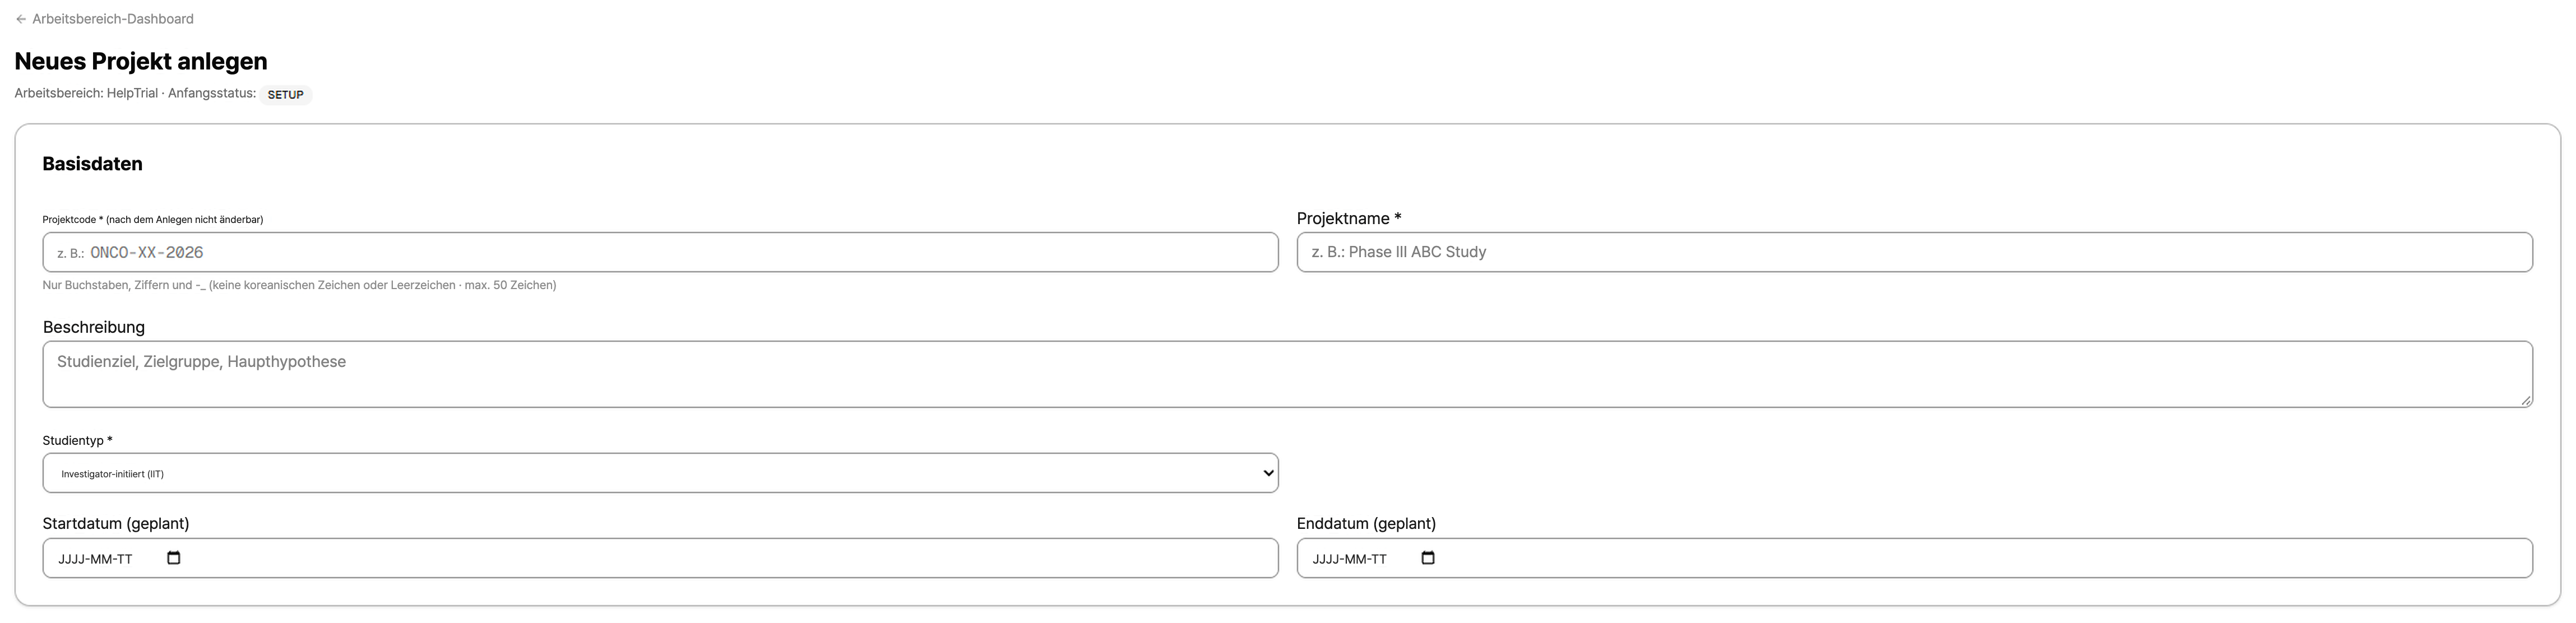 ← Arbeitsbereich-Dashboard
Neues Projekt anlegen
Arbeitsbereich: HelpTrial · Anfangsstatus: SETUP
Basisdaten
Projektcode * (nach dem Anlegen nicht änderbar)
z. B.: ONCO-XX-2026
Nur Buchstaben, Ziffern und -_ (keine koreanischen Zeichen oder Leerzeichen · max. 50 Zeichen)
Projektname *
z. B.: Phase III ABC Study
Beschreibung
Studienziel, Zielgruppe, Haupthypothese
Studientyp *
Investigator-initiiert (IIT)
Startdatum (geplant)
JJJJ-MM-TT
Enddatum (geplant)
JJJJ-MM-TT